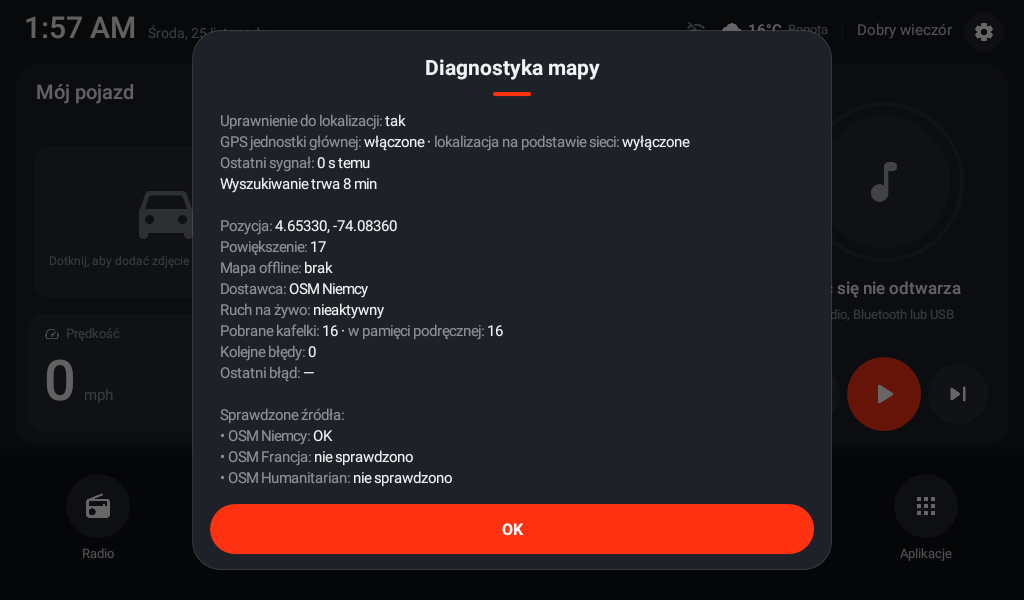 1:57 AM
Środa, 25
16°C
Bogota
Dobry wieczór
Mój pojazd
Diagnostyka mapy
Uprawnienie do lokalizacji: tak
GPS jednostki głównej: włączone · lokalizacja na podstawie sieci: wyłączone
Ostatni sygnał: 0 s temu
Wyszukiwanie trwa 8 min
Pozycja: 4.65330, -74.08360
Powiększenie: 17
Mapa offline: brak
Dostawca: OSM Niemcy
Ruch na żywo: nieaktywny
Pobrane kafelki: 16 · w pamięci podręcznej: 16
Kolejne błędy: 0
Ostatni błąd: —
Sprawdzone źródła:
• OSM Niemcy: OK
• OSM Francja: nie sprawdzono
• OSM Humanitarian: nie sprawdzono
OK
Dotknij, aby dodać zdjęcie
Prędkość
0 mph
się nie odtwarza
Bluetooth lub USB
Radio
Aplikacje